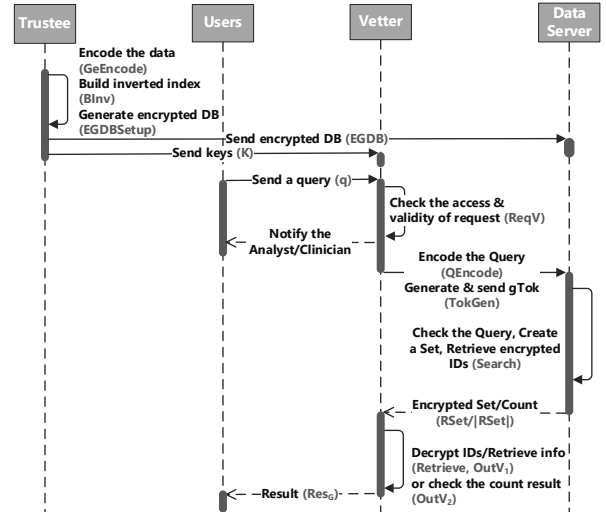 Trustee
Users
Vetter
Data
Server
Encode the data
(GeEncode)
Build inverted index
(BInv)
Generate encrypted DB
(EGDBSetup)
Send encrypted DB (EGDB)
Send keys (K)
Send a query (q)
Check the access &
validity of request (ReqV)
Notify the
Analyst/Clinician
Encode the Query
(QEncode)
Generate & send gTok
(TokGen)
Check the Query, Create
a Set, Retrieve encrypted
IDs (Search)
Encrypted Set/Count
(RSet/|RSet|)
Decrypt IDs/Retrieve info
(Retrieve, OutV₁)
or check the count result
(OutV₂)
Result (Res_G)